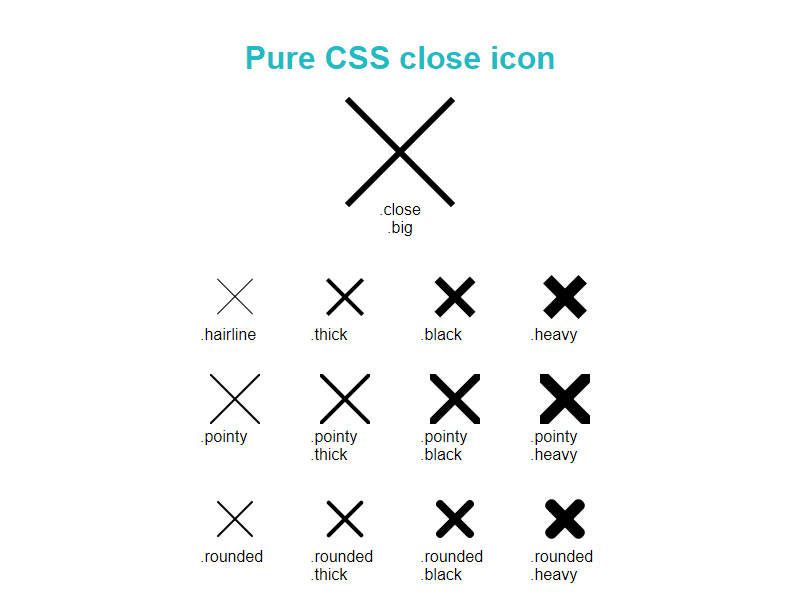 Pure CSS close icon
.close
.big
.hairline
.thick
.black
.heavy
.pointy
.pointy
.thick
.pointy
.black
.pointy
.heavy
.rounded
.rounded
.thick
.rounded
.black
.rounded
.heavy